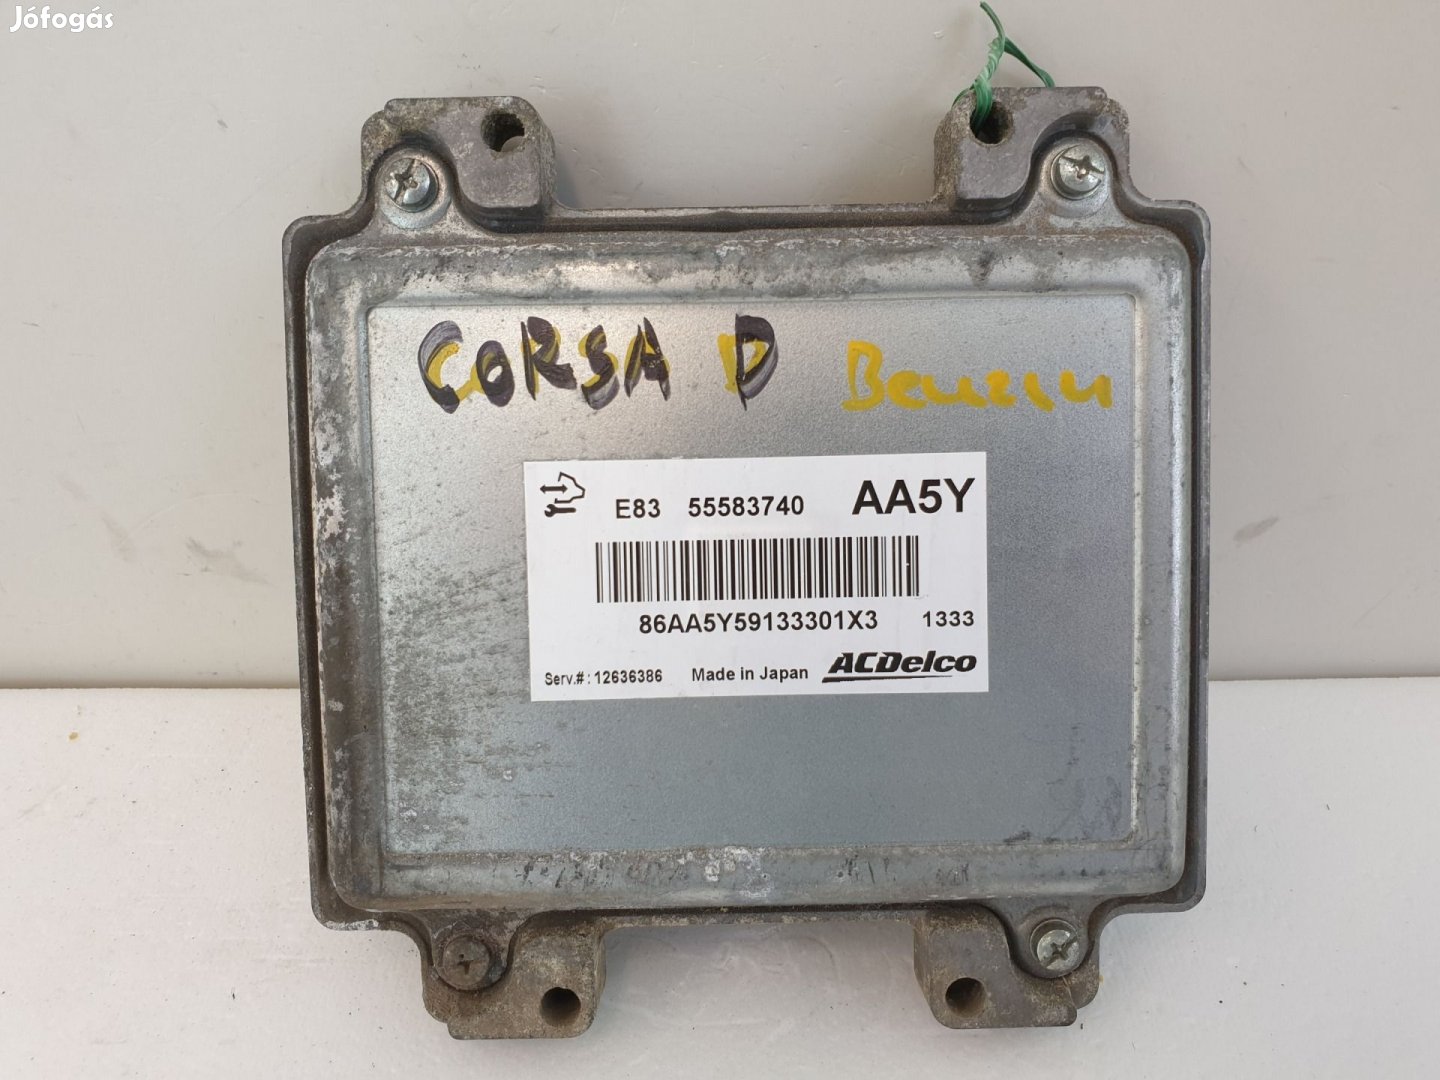 Jófogás
CORSA D Benzin
E83 55583740 AA5Y
86AA5Y59133301X3 1333
Serv.#: 12636386 Made in Japan ACDelco